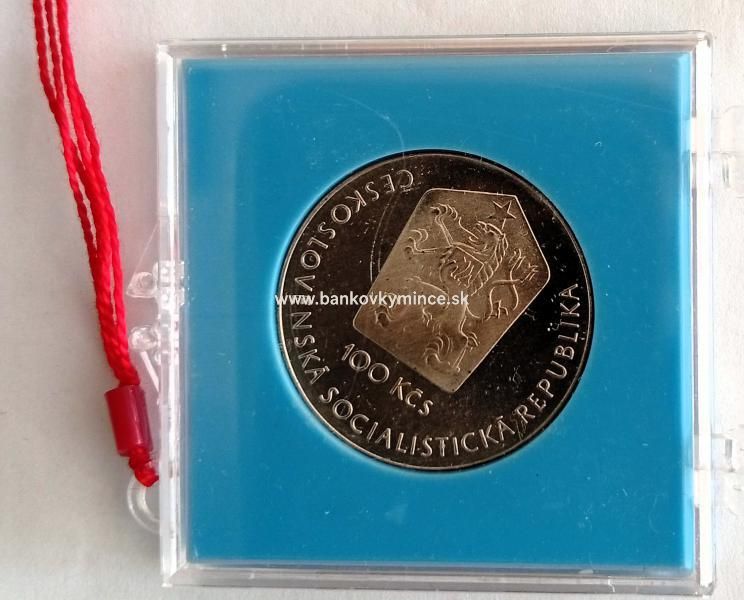 ČESKOSLOVENSKÁ SOCIALISTICKÁ REPUBLIKA
100 Kčs
www.bankovkymince.sk